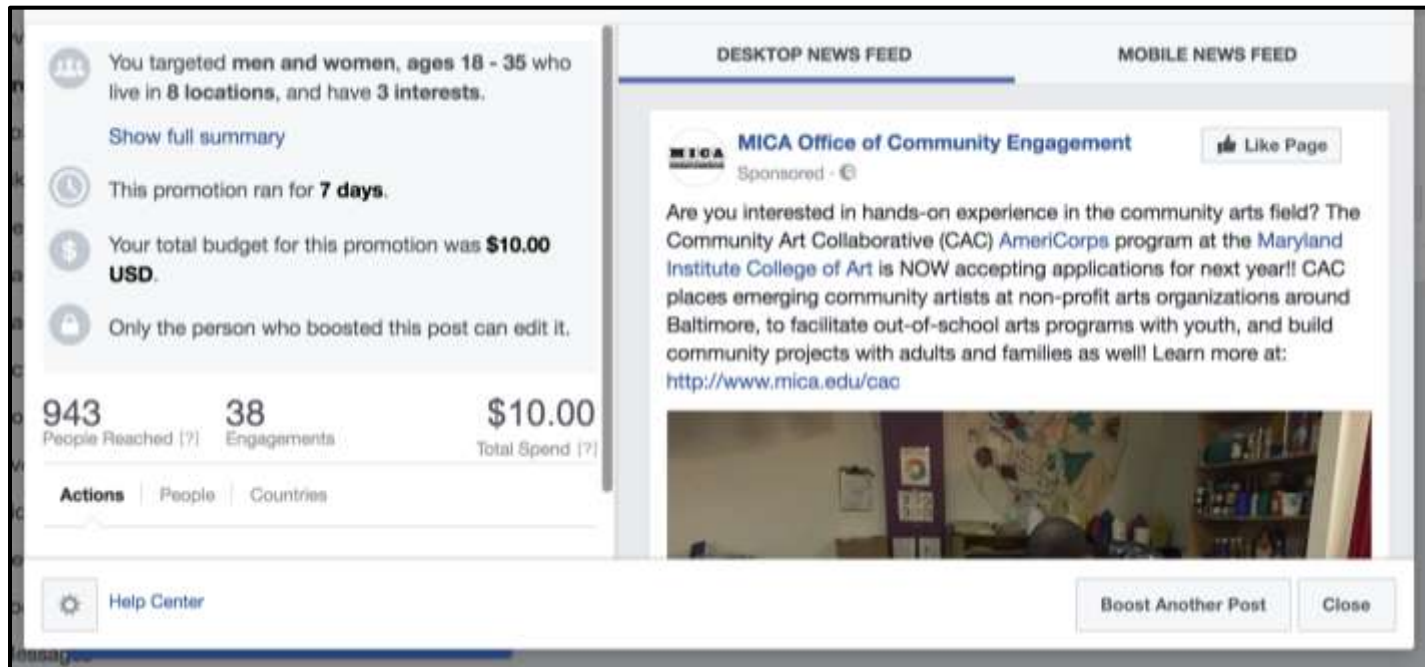 You targeted men and women, ages 18 - 35 who
live in 8 locations, and have 3 interests.
Show full summary
This promotion ran for 7 days.
Your total budget for this promotion was $10.00
USD.
Only the person who boosted this post can edit it.
943
People Reached [?]
38
Engagements
$10.00
Total Spend [?]
Actions
People
Countries
DESKTOP NEWS FEED
MOBILE NEWS FEED
MICA
MICA Office of Community Engagement
Like Page
Sponsored ·
Are you interested in hands-on experience in the community arts field? The
Community Art Collaborative (CAC) AmeriCorps program at the Maryland
Institute College of Art is NOW accepting applications for next year!! CAC
places emerging community artists at non-profit arts organizations around
Baltimore, to facilitate out-of-school arts programs with youth, and build
community projects with adults and families as well! Learn more at:
http://www.mica.edu/cac
Help Center
Boost Another Post
Close